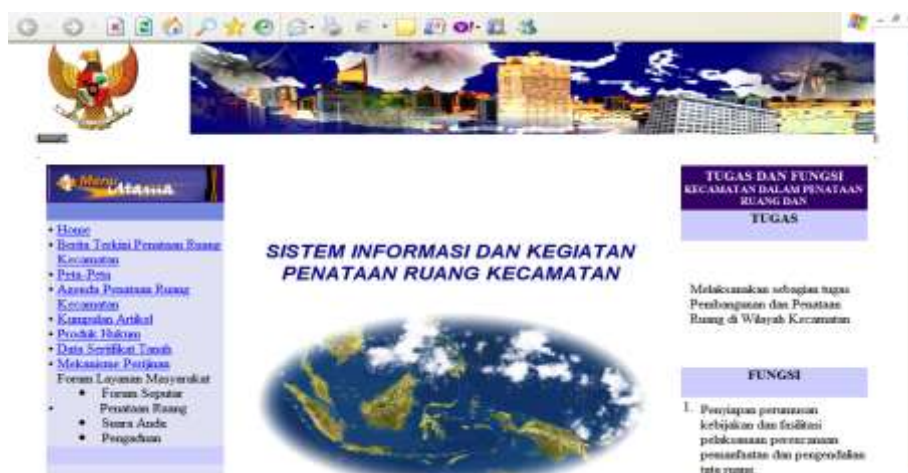 Menu Utama
Home
Berita Terkini Penataan Ruang
Kecamatan
Peta-Peta
Agenda Penataan Ruang
Kecamatan
Kumpulan Artikel
Produk Hukum
Data Sertifikat Tanah
Mekanisme Perijinan
Forum Layanan Masyarakat
Forum Seputar
Penataan Ruang
Suara Anda
Pengaduan
SISTEM INFORMASI DAN KEGIATAN
PENATAAN RUANG KECAMATAN
TUGAS DAN FUNGSI
KECAMATAN DALAM PENATAAN
RUANG DAN
TUGAS
Melaksanakan sebagian tugas
Pembangunan dan Penataan
Ruang di Wilayah Kecamatan
FUNGSI
1. Penyiapan perumusan
kebijakan dan fasilitasi
pelaksanaan perencanaan
pemanfaatan dan pengendalian
tata ruang